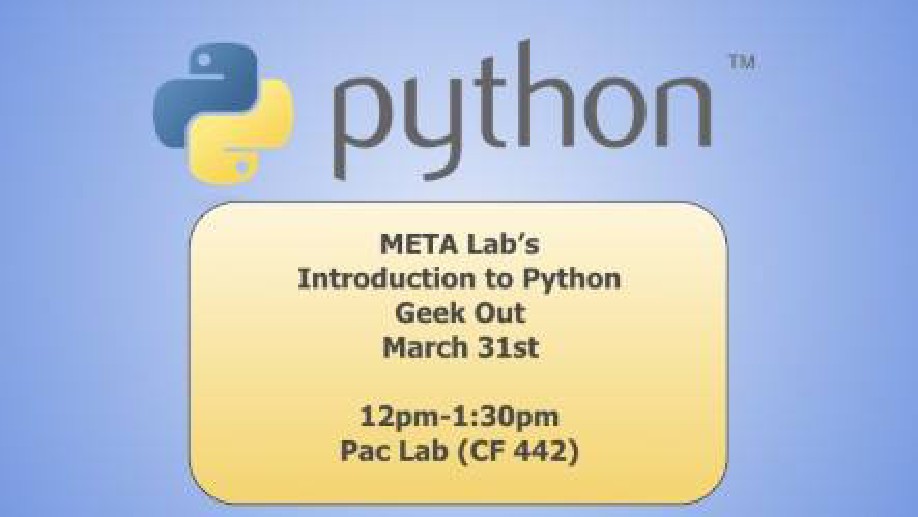 python™
META Lab's
Introduction to Python
Geek Out
March 31st
12pm-1:30pm
Pac Lab (CF 442)